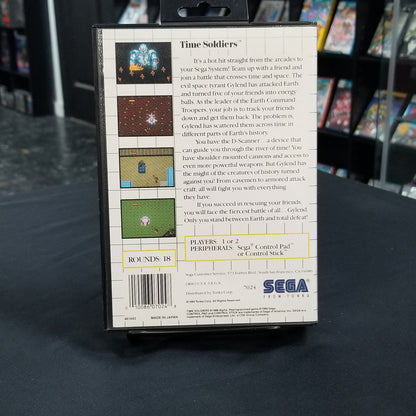 Time Soldiers™
It's a hot hit straight from the arcades to
your Sega System! Team up with a friend and
join a battle that crosses time and space. The
evil space tyrant Gylend has attacked Earth
and turned five of your friends into energy
balls. As the leader of the Earth Command
Troopers, your job is to track your friends
down and get them back. The problem is,
Gylend has scattered them across in different
parts of Earth's history.
You have the D-Scanner... a device that
can guide you through the river of time! You
have shoulder-mounted cannons and access to
even more powerful weapons. But Gylend has
the might of the creatures of history turned
against you! From cavemen to armored attack
craft, all will fight you with everything
they have.
If you succeed in rescuing your friends,
you will face the fiercest battle of all... Gylend.
Only you stand between Earth and total defeat!
PLAYERS: 1 or 2
PERIPHERALS: Sega® Control Pad™
or Control Stick™
ROUNDS: 18
7024
SEGA
FROM TONKA
Distributed by Tonka Corp.
MADE IN JAPAN